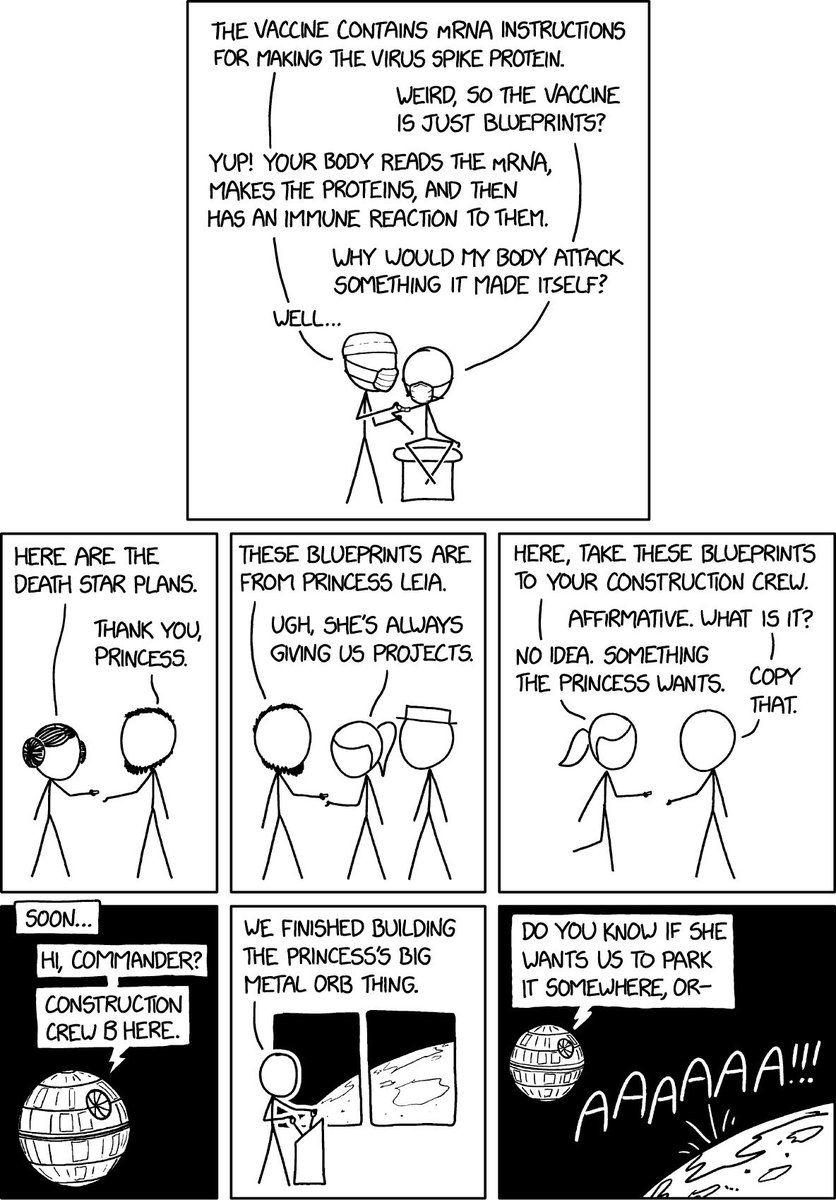 THE VACCINE CONTAINS mRNA INSTRUCTIONS
FOR MAKING THE VIRUS SPIKE PROTEIN.
WEIRD, SO THE VACCINE
IS JUST BLUEPRINTS?
YUP! YOUR BODY READS THE mRNA,
MAKES THE PROTEINS, AND THEN
HAS AN IMMUNE REACTION TO THEM.
WHY WOULD MY BODY ATTACK
SOMETHING IT MADE ITSELF?
WELL...
HERE ARE THE
DEATH STAR PLANS.
THANK YOU,
PRINCESS.
THESE BLUEPRINTS ARE
FROM PRINCESS LEIA.
UGH, SHE'S ALWAYS
GIVING US PROJECTS.
HERE, TAKE THESE BLUEPRINTS
TO YOUR CONSTRUCTION CREW.
AFFIRMATIVE. WHAT IS IT?
NO IDEA. SOMETHING
THE PRINCESS WANTS.
COPY
THAT.
SOON...
HI, COMMANDER?
CONSTRUCTION
CREW B HERE.
WE FINISHED BUILDING
THE PRINCESS'S BIG
METAL ORB THING.
DO YOU KNOW IF SHE
WANTS US TO PARK
IT SOMEWHERE, OR-
AAAAAA!!!